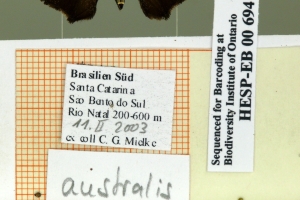 Brasilien Süd
Santa Catarina
Sao Bento do Sul
Rio Natal 200-600 m
11. II 2003
ex coll C. G. Mielke
australis
Sequenced for Barcoding at
Biodiversity Institute of Ontario
HESP-EB 00 694